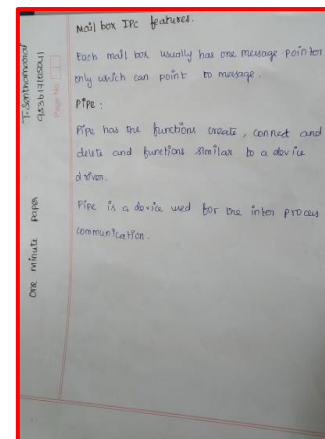 Mail box IPC features.
Each mail box usually has one message pointer
only which can point to message.
Pipe:
Pipe has the functions create, connect and
delete and functions similar to a device
driver.
Pipe is a device used for the inter process
communication.
Page No.
One minute paper